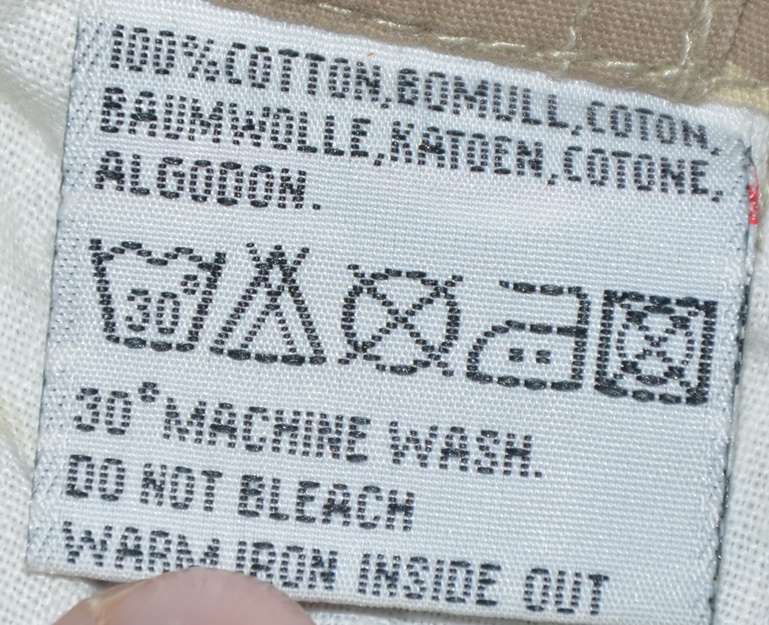 100%COTTON,BOMULL,COTON,
BAUMWOLLE,KATOEN,COTONE,
ALGODON.
30°
30°MACHINE WASH.
DO NOT BLEACH
WARM IRON INSIDE OUT